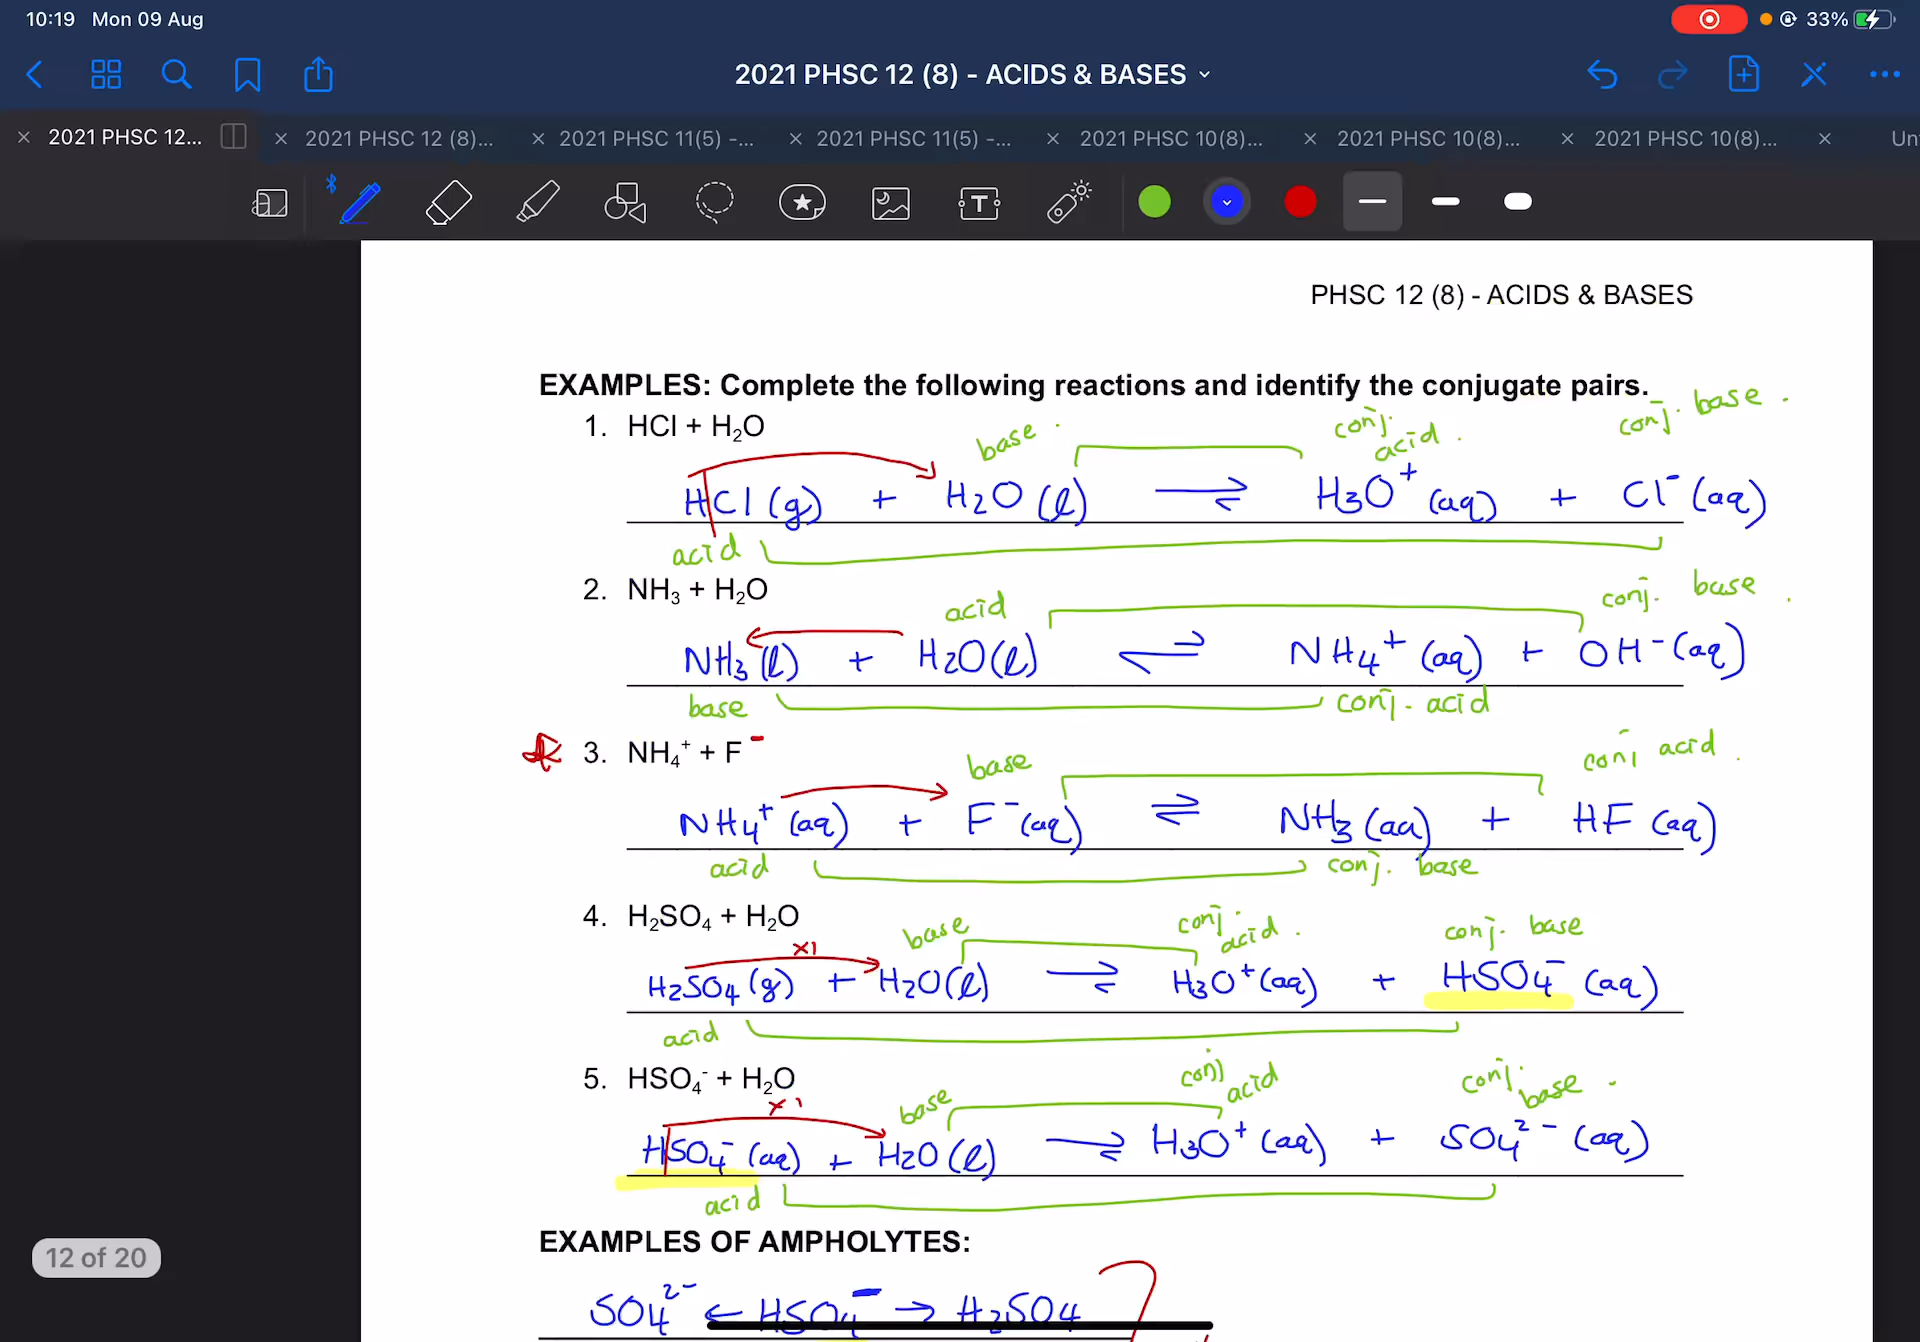 10:19 Mon 09 Aug 33%
2021 PHSC 12 (8) - ACIDS & BASES
2021 PHSC 12... 2021 PHSC 12 (8)... 2021 PHSC 11(5) -... 2021 PHSC 11(5) -... 2021 PHSC 10(8)... 2021 PHSC 10(8)... 2021 PHSC 10(8)... Un
PHSC 12 (8) - ACIDS & BASES
EXAMPLES: Complete the following reactions and identify the conjugate pairs.
1. HCl + H₂O
base conj. acid. conj. base.
HCl (g) + H₂O (l) ⇌ H₃O⁺ (aq) + Cl⁻ (aq)
acid
2. NH₃ + H₂O
acid conj. base.
NH₃ (l) + H₂O(l) ⇌ NH₄⁺ (aq) + OH⁻(aq)
base conj. acid
3. NH₄⁺ + F⁻
base conj acid.
NH₄⁺ (aq) + F⁻(aq) ⇌ NH₃ (aq) + HF (aq)
acid conj. base
4. H₂SO₄ + H₂O
x1 base conj. acid. conj. base
H₂SO₄ (g) + H₂O(l) ⇌ H₃O⁺(aq) + HSO₄⁻ (aq)
acid
5. HSO₄⁻ + H₂O
x1 base conj acid conj. base.
HSO₄⁻ (aq) + H₂O (l) ⇌ H₃O⁺ (aq) + SO₄²⁻ (aq)
acid
EXAMPLES OF AMPHOLYTES:
SO₄²⁻ ← HSO₄⁻ → H₂SO₄
12 of 20